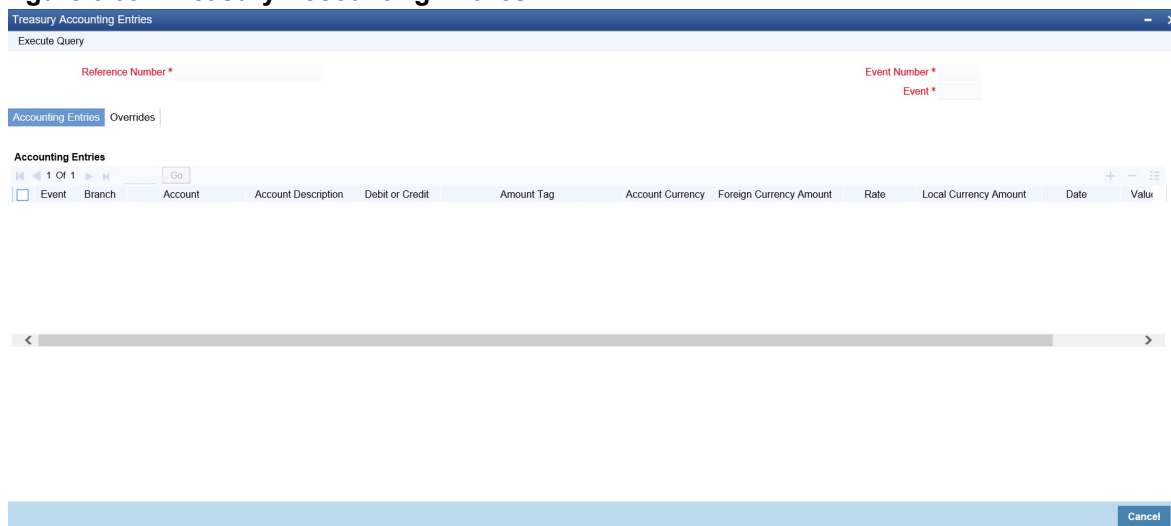 Treasury Accounting Entries
Execute Query
Reference Number *
Event Number *
Event *
Accounting Entries Overrides
Accounting Entries
1 Of 1 Go
Event Branch Account Account Description Debit or Credit Amount Tag Account Currency Foreign Currency Amount Rate Local Currency Amount Date
Cancel